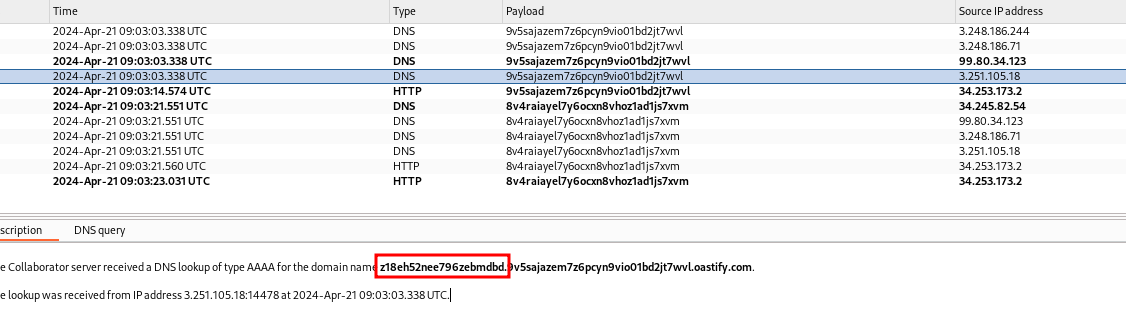 Time Type Payload Source IP address
2024-Apr-21 09:03:03.338 UTC DNS 9v5sajazem7z6pcyn9vio01bd2jt7wvl 3.248.186.244
2024-Apr-21 09:03:03.338 UTC DNS 9v5sajazem7z6pcyn9vio01bd2jt7wvl 3.248.186.71
2024-Apr-21 09:03:03.338 UTC DNS 9v5sajazem7z6pcyn9vio01bd2jt7wvl 99.80.34.123
2024-Apr-21 09:03:03.338 UTC DNS 9v5sajazem7z6pcyn9vio01bd2jt7wvl 3.251.105.18
2024-Apr-21 09:03:14.574 UTC HTTP 9v5sajazem7z6pcyn9vio01bd2jt7wvl 34.253.173.2
2024-Apr-21 09:03:21.551 UTC DNS 8v4raiayel7y6ocxn8vhoz1ad1js7xvm 34.245.82.54
2024-Apr-21 09:03:21.551 UTC DNS 8v4raiayel7y6ocxn8vhoz1ad1js7xvm 99.80.34.123
2024-Apr-21 09:03:21.551 UTC DNS 8v4raiayel7y6ocxn8vhoz1ad1js7xvm 3.248.186.71
2024-Apr-21 09:03:21.551 UTC DNS 8v4raiayel7y6ocxn8vhoz1ad1js7xvm 3.251.105.18
2024-Apr-21 09:03:21.560 UTC HTTP 8v4raiayel7y6ocxn8vhoz1ad1js7xvm 34.253.173.2
2024-Apr-21 09:03:23.031 UTC HTTP 8v4raiayel7y6ocxn8vhoz1ad1js7xvm 34.253.173.2
scription DNS query
e Collaborator server received a DNS lookup of type AAAA for the domain name z18eh52nee796zebmdbd.9v5sajazem7z6pcyn9vio01bd2jt7wvl.oastify.com.
e lookup was received from IP address 3.251.105.18:14478 at 2024-Apr-21 09:03:03.338 UTC.